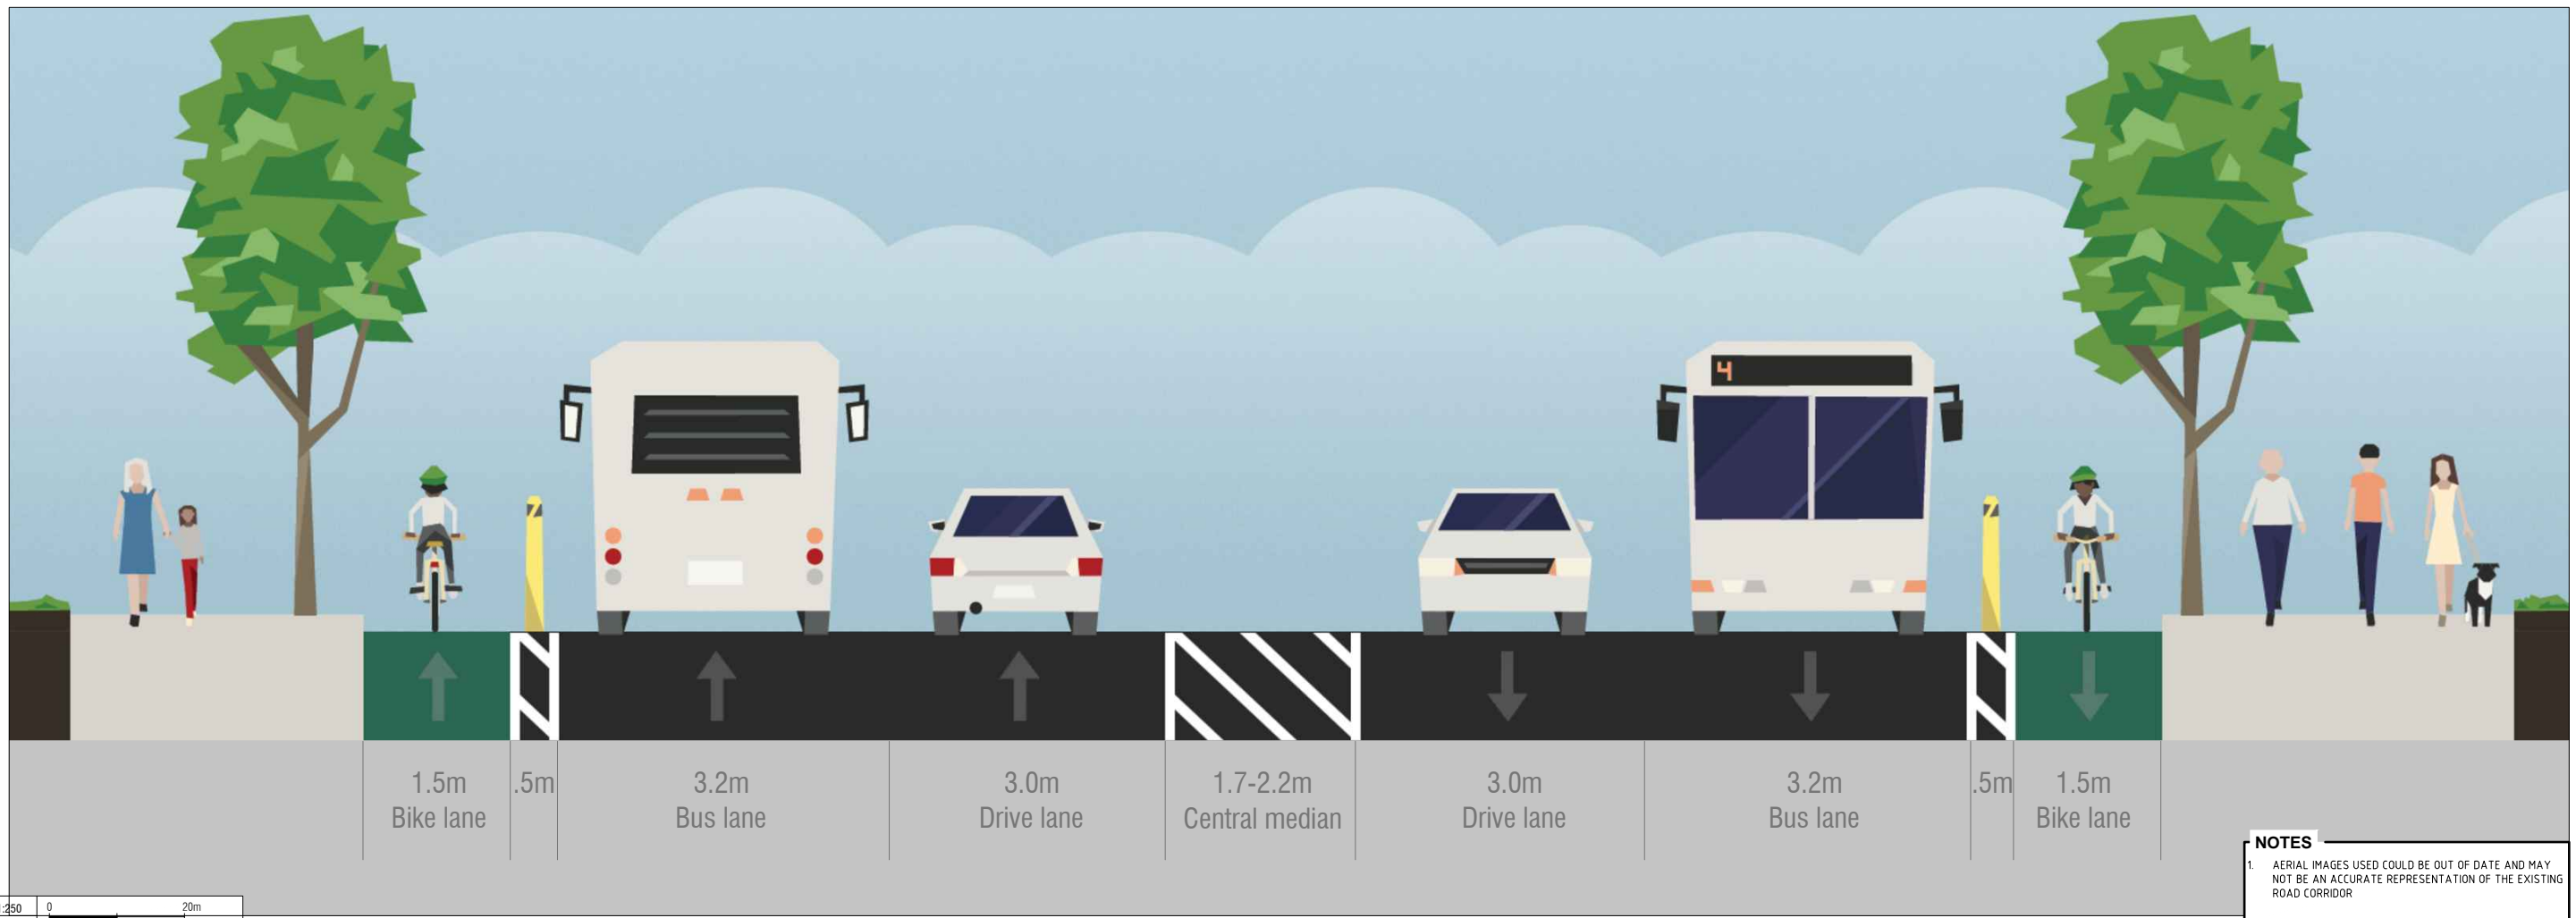 4
1.5m
Bike lane
.5m
3.2m
Bus lane
3.0m
Drive lane
1.7-2.2m
Central median
3.0m
Drive lane
3.2m
Bus lane
.5m
1.5m
Bike lane
NOTES
1. AERIAL IMAGES USED COULD BE OUT OF DATE AND MAY
NOT BE AN ACCURATE REPRESENTATION OF THE EXISTING
ROAD CORRIDOR
:250 0 20m